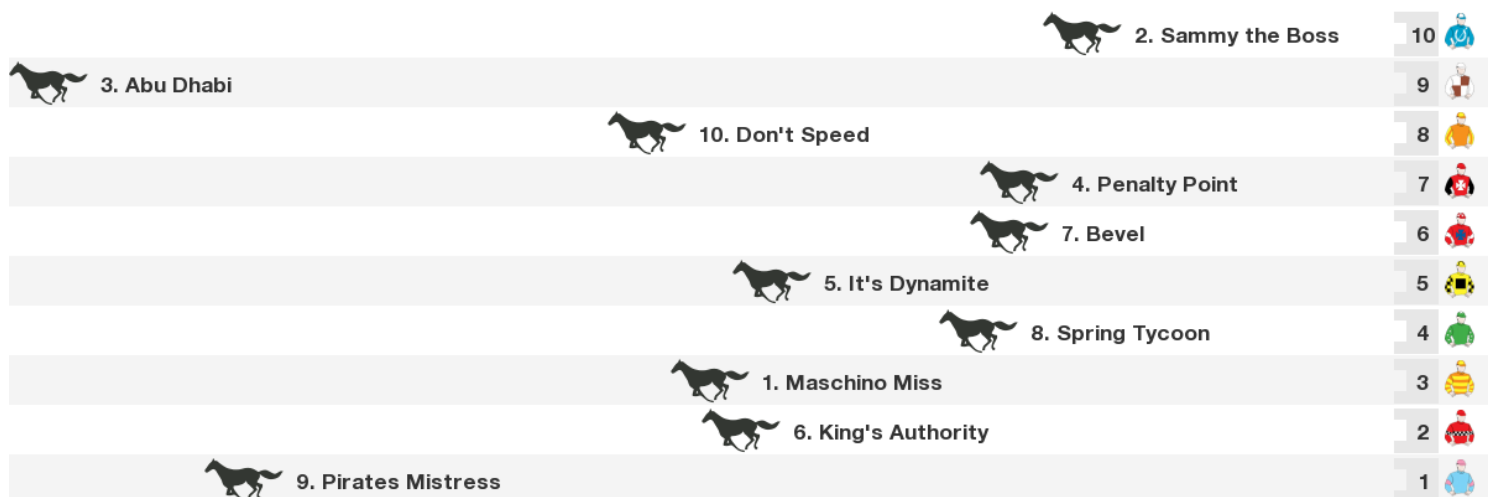 2. Sammy the Boss 10
3. Abu Dhabi 9
10. Don't Speed 8
4. Penalty Point 7
7. Bevel 6
5. It's Dynamite 5
8. Spring Tycoon 4
1. Maschino Miss 3
6. King's Authority 2
9. Pirates Mistress 1